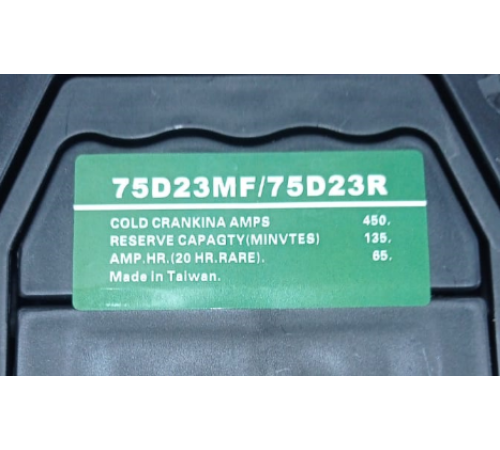 75D23MF/75D23R
COLD CRANKINA AMPS 450.
RESERVE CAPAGTY(MINVTES) 135.
AMP.HR.(20 HR.RARE). 65.
Made In Taiwan.